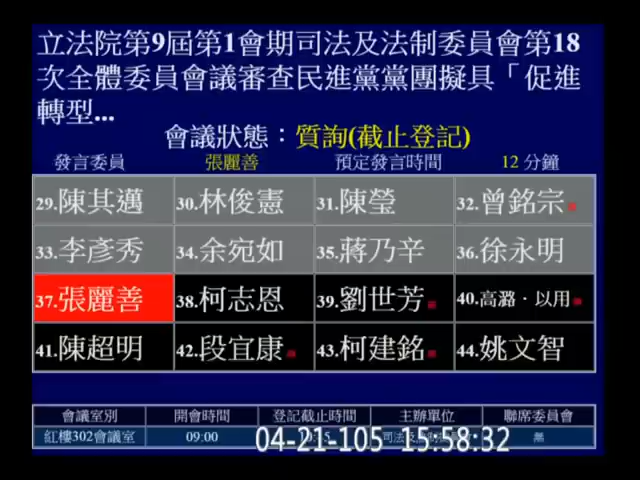 立法院第9屆第1會期司法及法制委員會第18
次全體委員會議審查民進黨黨團擬具「促進
轉型...
會議狀態：質詢(截止登記)
發言委員 張麗善 預定發言時間 12 分鐘
29.陳其邁 30.林俊憲 31.陳瑩 32.曾銘宗
33.李彥秀 34.余宛如 35.蔣乃辛 36.徐永明
37.張麗善 38.柯志恩 39.劉世芳 40.高潞．以用
41.陳超明 42.段宜康 43.柯建銘 44.姚文智
會議室別 開會時間 登記截止時間 主辦單位 聯席委員會
紅樓302會議室 09:00 無
04-21-105 15:58:32